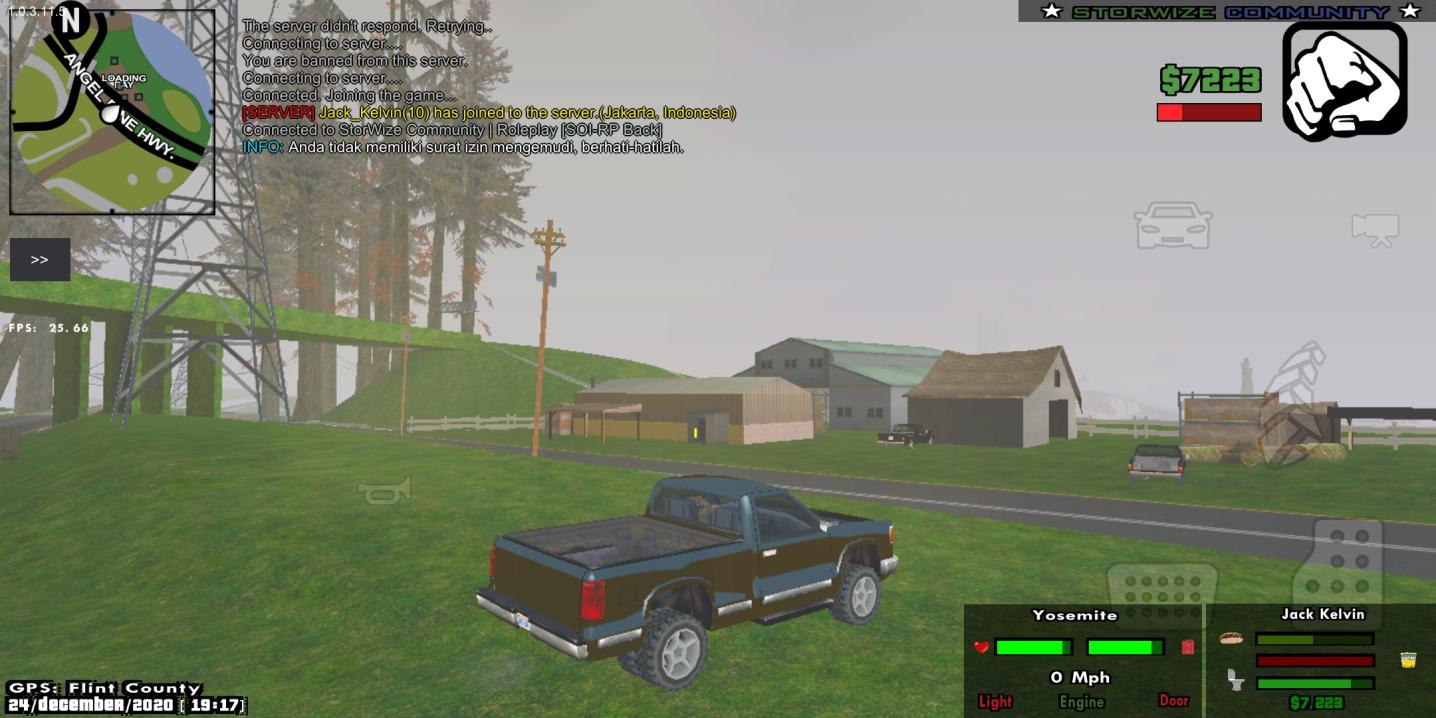 1.0.3.11.5
N
ANGEL
LOADING
BAY
NE HWY.
The server didn't respond. Retrying..
Connecting to server....
You are banned from this server.
Connecting to server....
Connected. Joining the game...
[SERVER] Jack_Kelvin(10) has joined to the server.(Jakarta, Indonesia)
Connected to StorWize Community | Roleplay [SOI-RP Back]
INFO: Anda tidak memiliki surat izin mengemudi, berhati-hatilah.
STORWIZE COMMUNITY
$7223
>>
FPS: 25.66
Yosemite
0 Mph
Light Engine Door
Jack Kelvin
$7,223
GPS: Flint County
24/december/2020 [ 19:17]